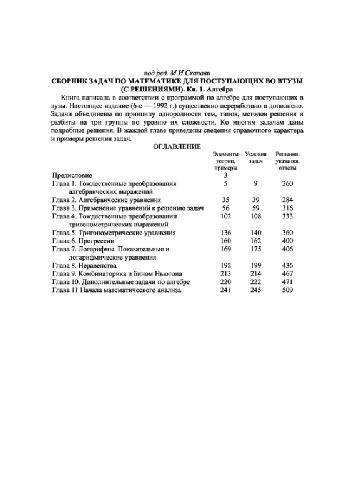 под ред. М.И.Сканави
СБОРНИК ЗАДАЧ ПО МАТЕМАТИКЕ ДЛЯ ПОСТУПАЮЩИХ ВО ВТУЗЫ
(С РЕШЕНИЯМИ). Кн. 1. Алгебра
Книга написана в соответствии с программой по алгебре для поступающих в
вузы. Настоящее издание (6-е — 1992 г.) существенно переработано и дополнено.
Задачи объединены по принципу однородности тем, типов, методов решения и
разбиты на три группы по уровню их сложности. Ко многим задачам даны
подробные решения. В каждой главе приведены сведения справочного характера
и примеры решения задач.
ОГЛАВЛЕНИЕ
Элементы Условия Решения,
теории, задач указания,
примеры ответы
Предисловие 3
Глава 1. Тождественные преобразования 5 9 260
алгебраических выражений
Глава 2. Алгебраические уравнения 35 39 284
Глава 3. Применение уравнений к решению задач 56 59 316
Глава 4. Тождественные преобразования 102 108 333
тригонометрических выражений
Глава 5. Тригонометрические уравнения 136 140 360
Глава 6. Прогрессии 160 162 400
Глава 7. Логарифмы. Показательные и 169 175 406
логарифмические уравнения
Глава 8. Неравенства 192 199 436
Глава 9. Комбинаторика и бином Ньютона 213 214 467
Глава 10. Дополнительные задачи по алгебре 220 222 471
Глава 11 Начала математического анализа 241 245 509